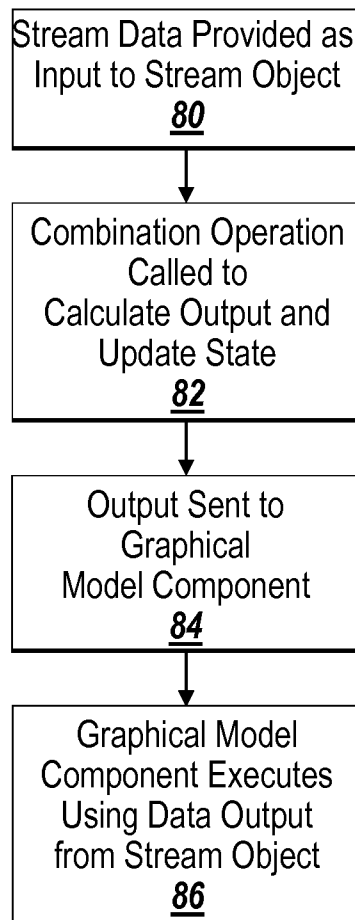 Stream Data Provided as
Input to Stream Object
80
Combination Operation
Called to
Calculate Output and
Update State
82
Output Sent to
Graphical
Model Component
84
Graphical Model
Component Executes
Using Data Output
from Stream Object
86